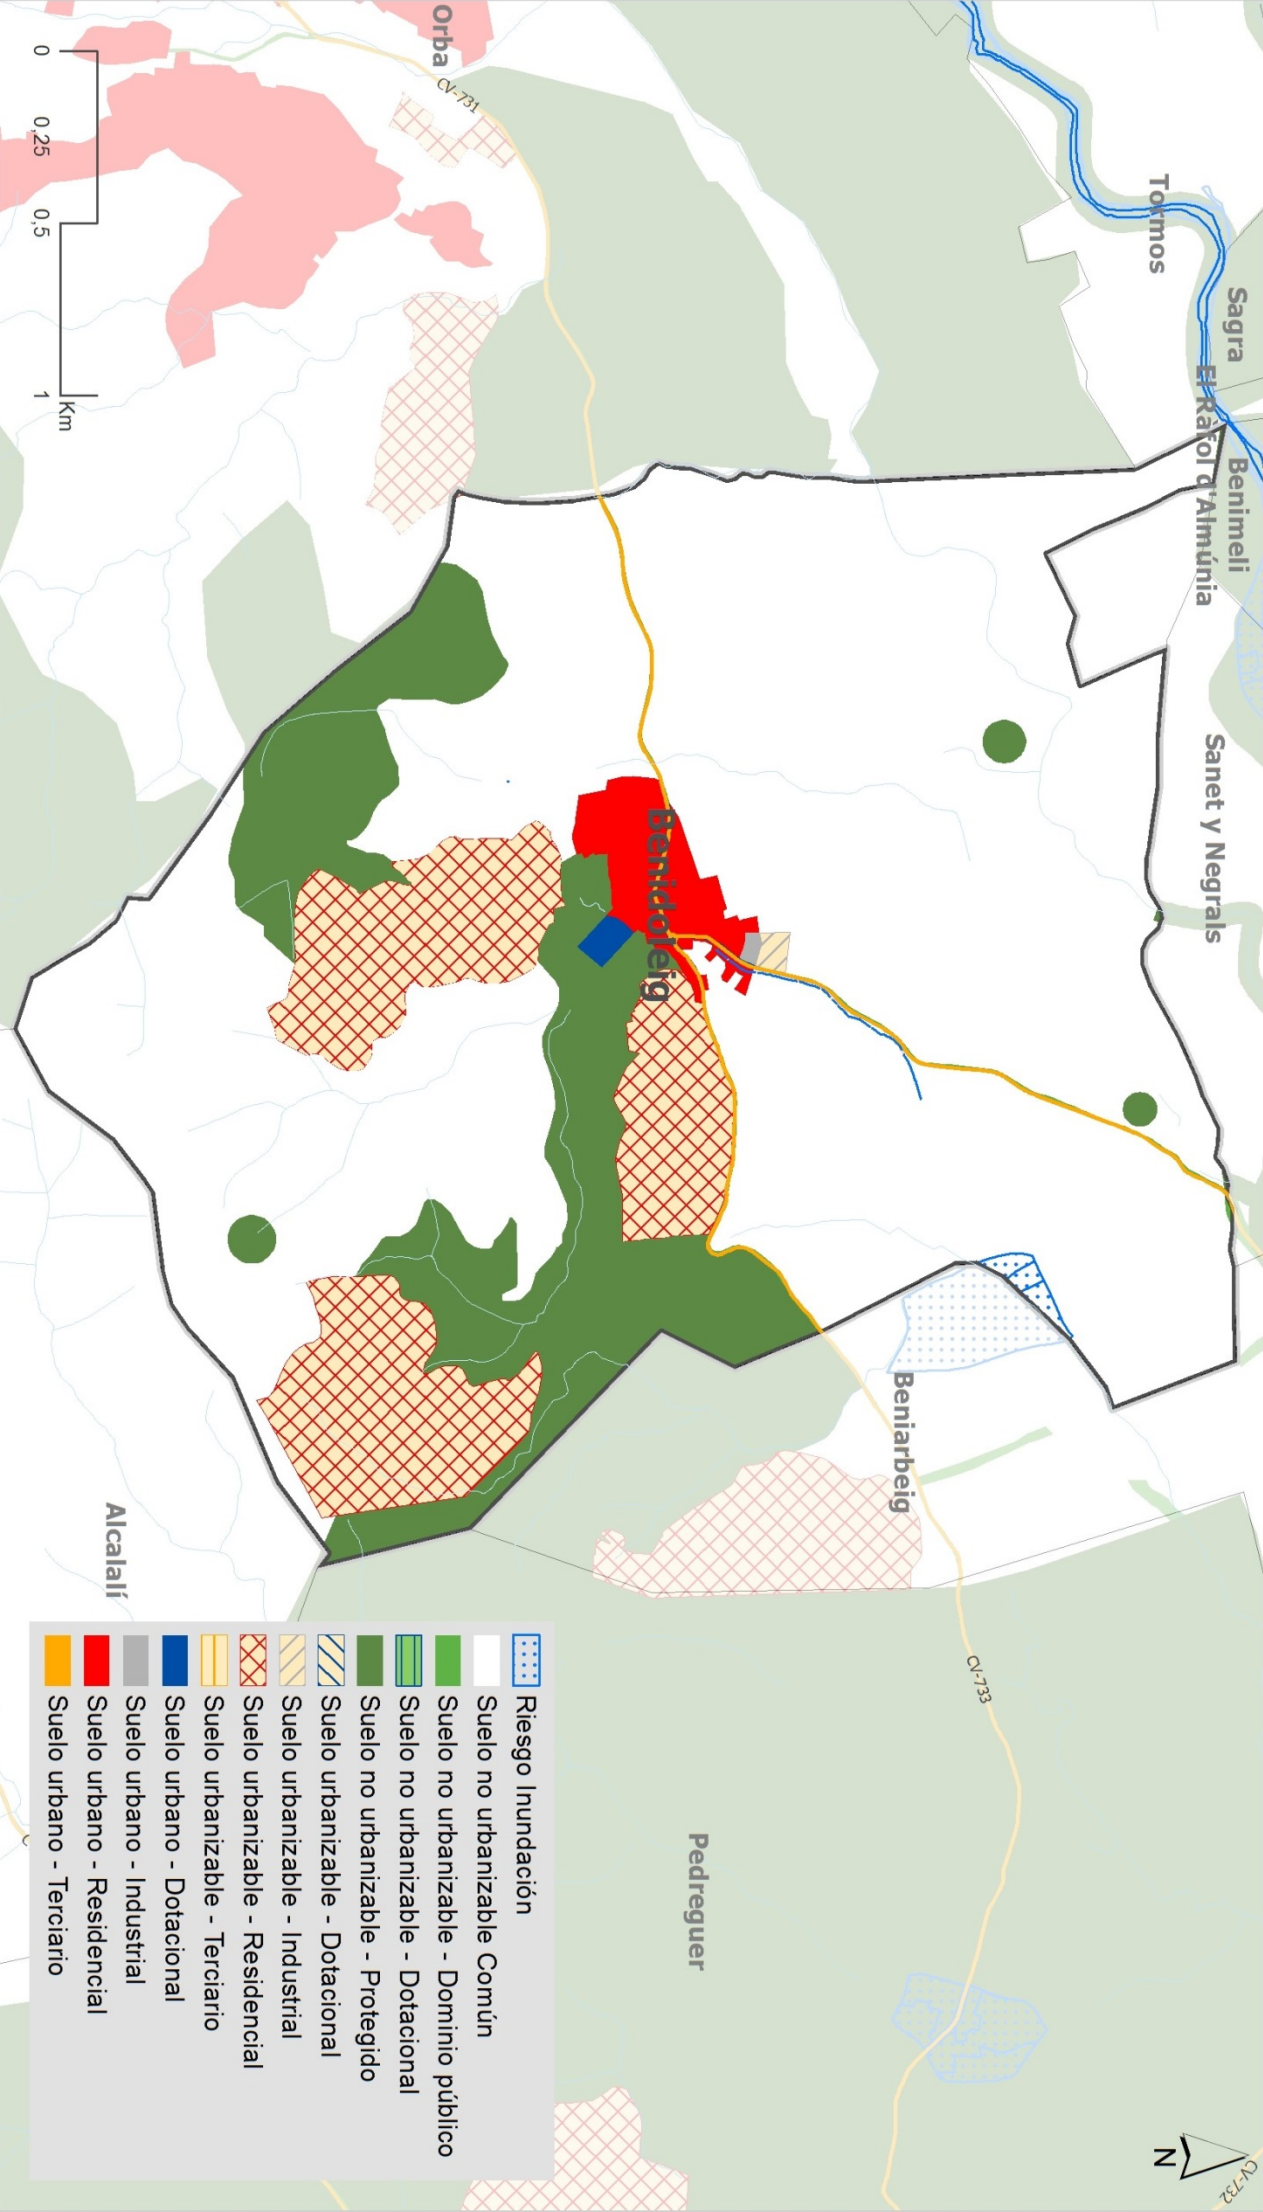 Orba
CV-731
Tormos
Sagra
El Ràfol d'Almúnia
Benimeli
Sanet y Negrals
Benidoleig
Beniarbeig
CV-733
Pedreguer
Alcalalí
CV-732
N
0 0,25 0,5 1
Km
Riesgo Inundación
Suelo no urbanizable Común
Suelo no urbanizable - Dominio público
Suelo no urbanizable - Dotacional
Suelo no urbanizable - Protegido
Suelo urbanizable - Dotacional
Suelo urbanizable - Industrial
Suelo urbanizable - Residencial
Suelo urbanizable - Terciario
Suelo urbano - Dotacional
Suelo urbano - Industrial
Suelo urbano - Residencial
Suelo urbano - Terciario